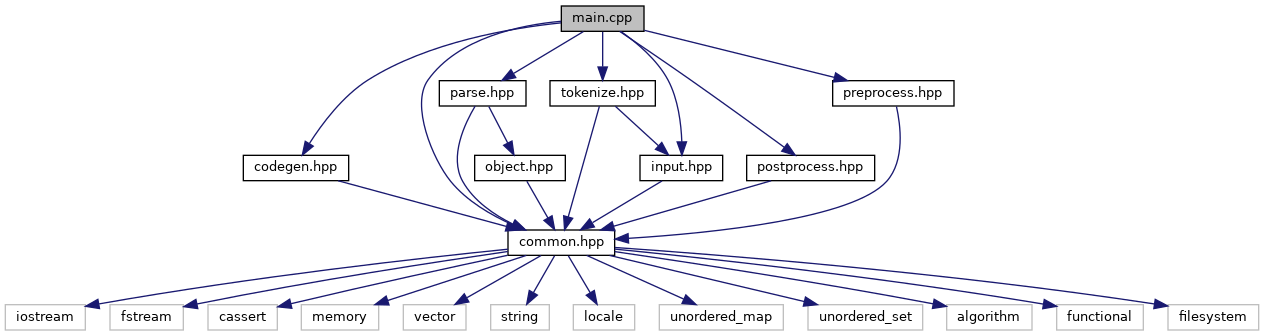 main.cpp
parse.hpp
tokenize.hpp
preprocess.hpp
codegen.hpp
object.hpp
input.hpp
postprocess.hpp
common.hpp
iostream
fstream
cassert
memory
vector
string
locale
unordered_map
unordered_set
algorithm
functional
filesystem